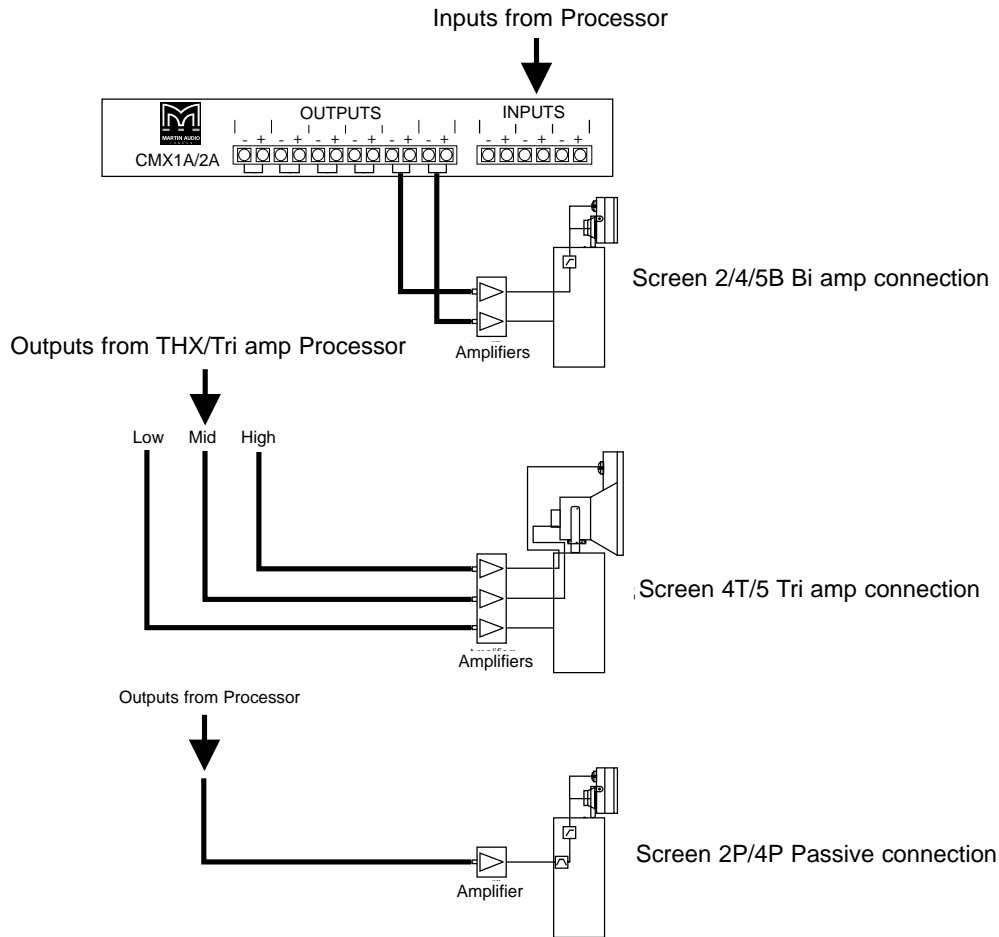 Inputs from Processor
MARTIN AUDIO
LONDON
OUTPUTS
INPUTS
- + - + - + - + - + - +
- + - + - +
CMX1A/2A
Screen 2/4/5B Bi amp connection
Amplifiers
Outputs from THX/Tri amp Processor
Low Mid High
Screen 4T/5 Tri amp connection
Amplifiers
Outputs from Processor
Screen 2P/4P Passive connection
Amplifier